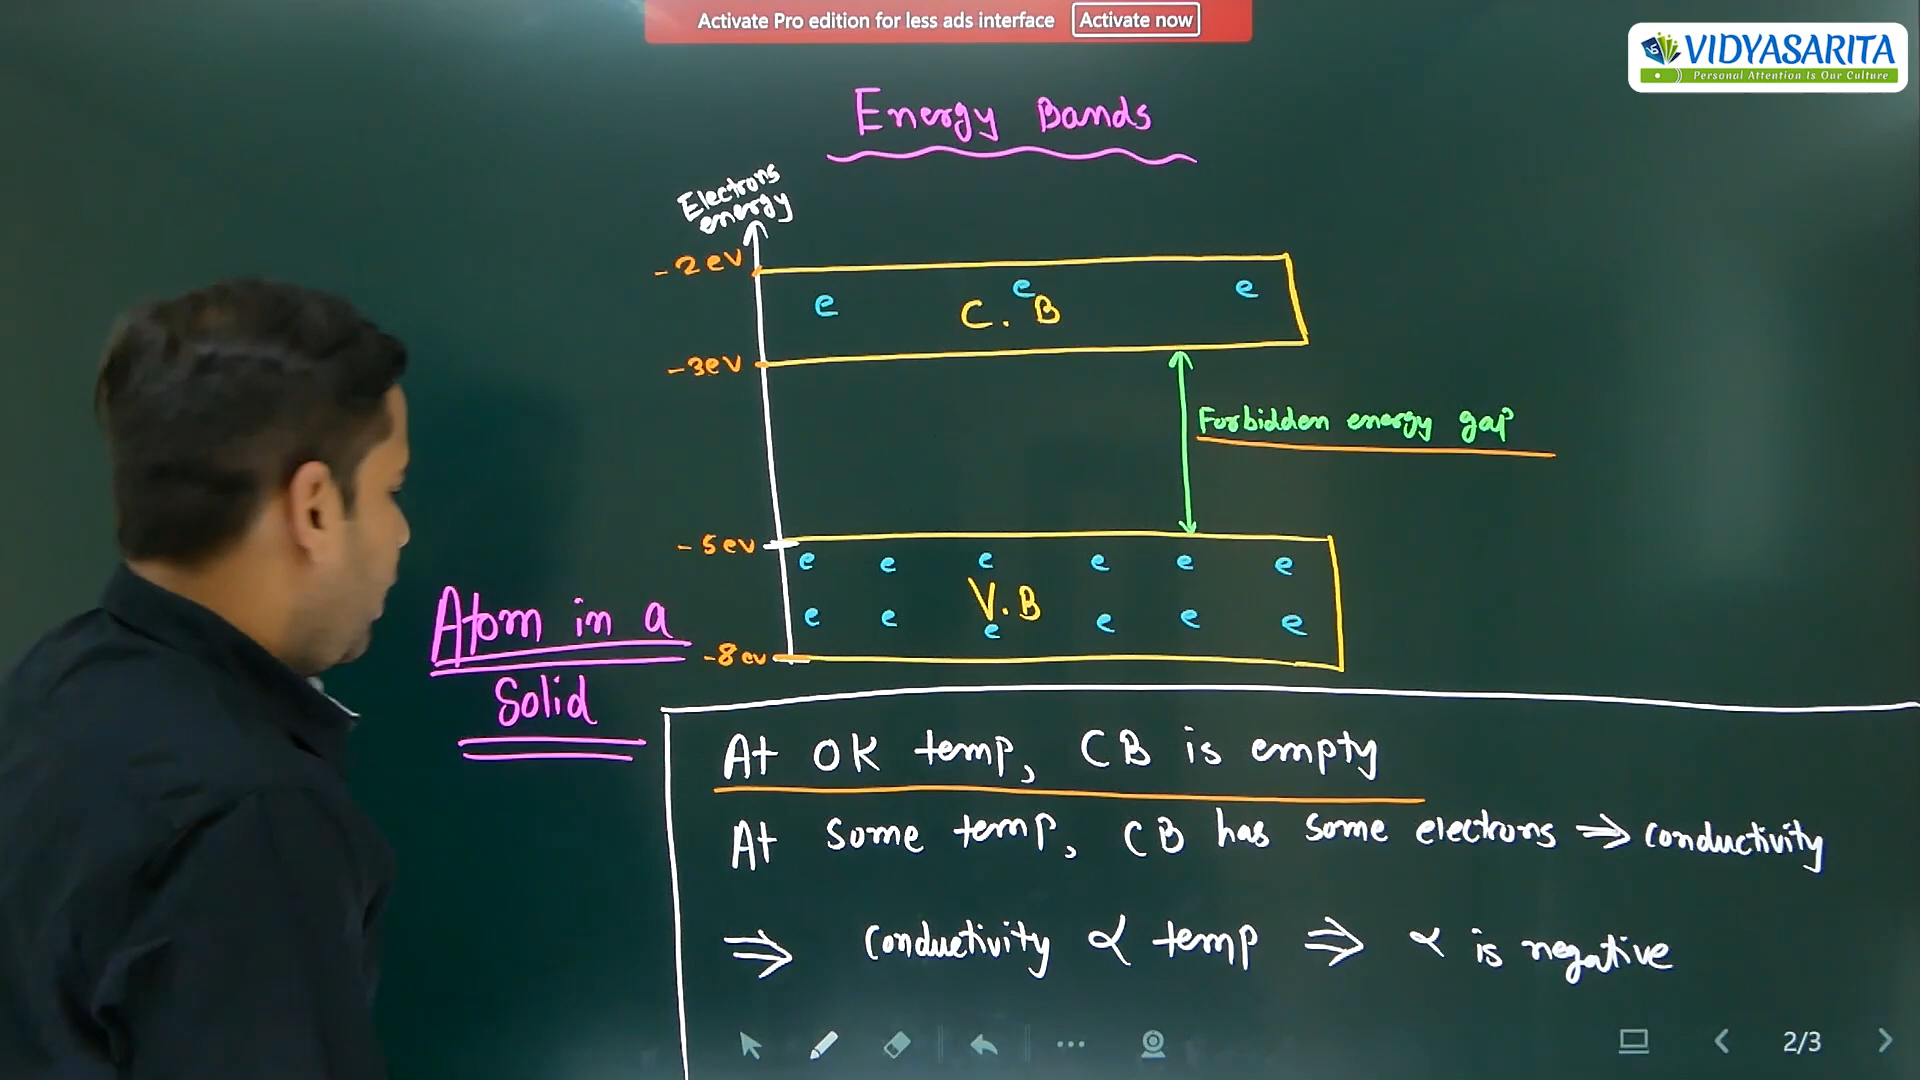 Activate Pro edition for less ads interface Activate now
VIDYASARITA
Personal Attention Is Our Culture
Energy Bands
Electrons
energy
-2ev
e e e
C.B
-3ev
Forbidden energy gap
-5ev
e e e e e e
V.B
e e e e e e
-8ev
Atom in a
Solid
At 0K temp, CB is empty
At some temp, CB has some electrons ⇒ conductivity
⇒ conductivity ∝ temp ⇒ ∝ is negative
2/3